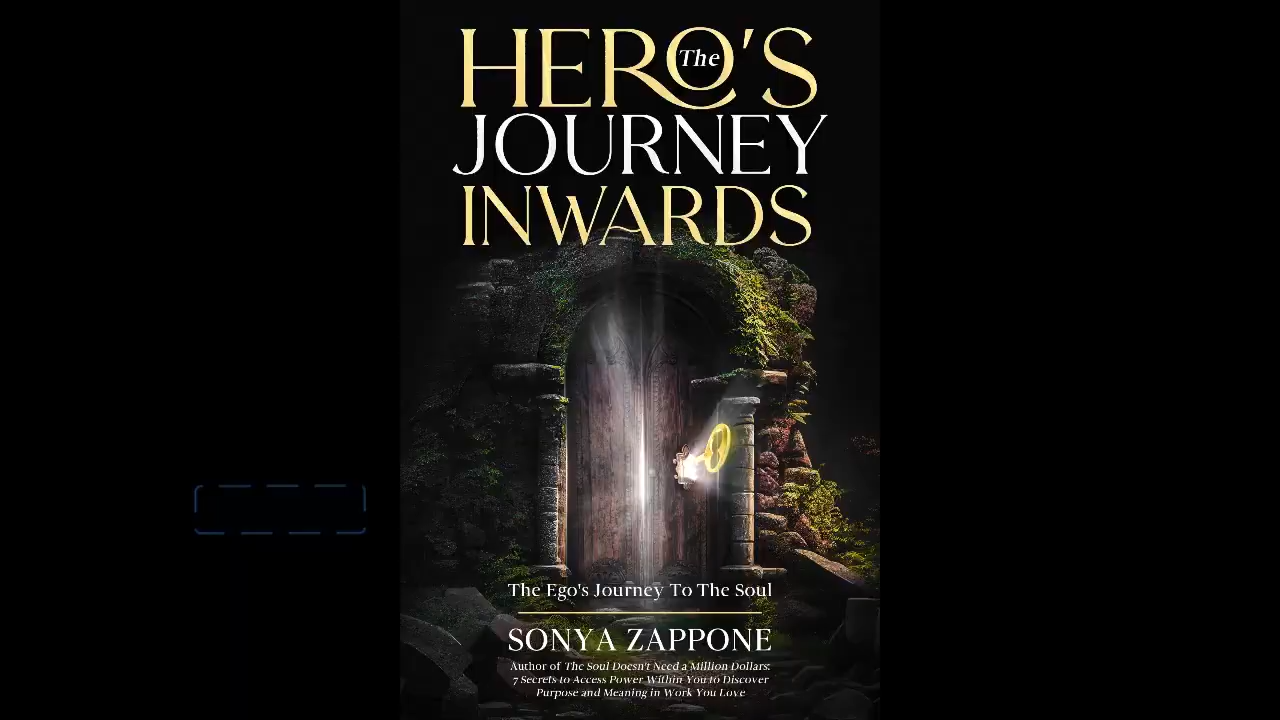 The
HERO'S
JOURNEY
INWARDS
The Ego's Journey To The Soul
SONYA ZAPPONE
Author of The Soul Doesn't Need a Million Dollars:
7 Secrets to Access Power Within You to Discover
Purpose and Meaning in Work You Love